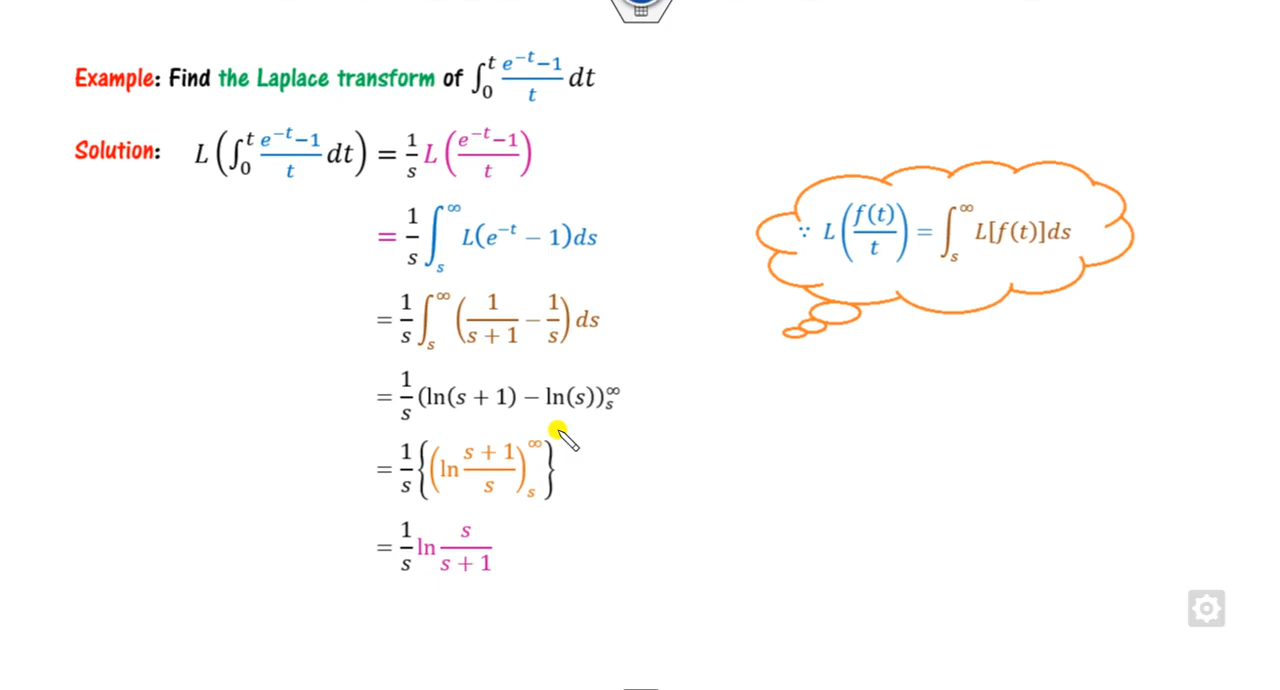 Example: Find the Laplace transform of ∫₀ᵗ (e⁻ᵗ−1)/t dt
Solution: L(∫₀ᵗ (e⁻ᵗ−1)/t dt) = 1/s L((e⁻ᵗ−1)/t)
= 1/s ∫ₛ^∞ L(e⁻ᵗ − 1)ds
∵ L(f(t)/t) = ∫ₛ^∞ L[f(t)]ds
= 1/s ∫ₛ^∞ (1/(s + 1) − 1/s) ds
= 1/s (ln(s + 1) − ln(s))ₛ^∞
= 1/s {(ln (s + 1)/s)ₛ^∞}
= 1/s ln s/(s + 1)